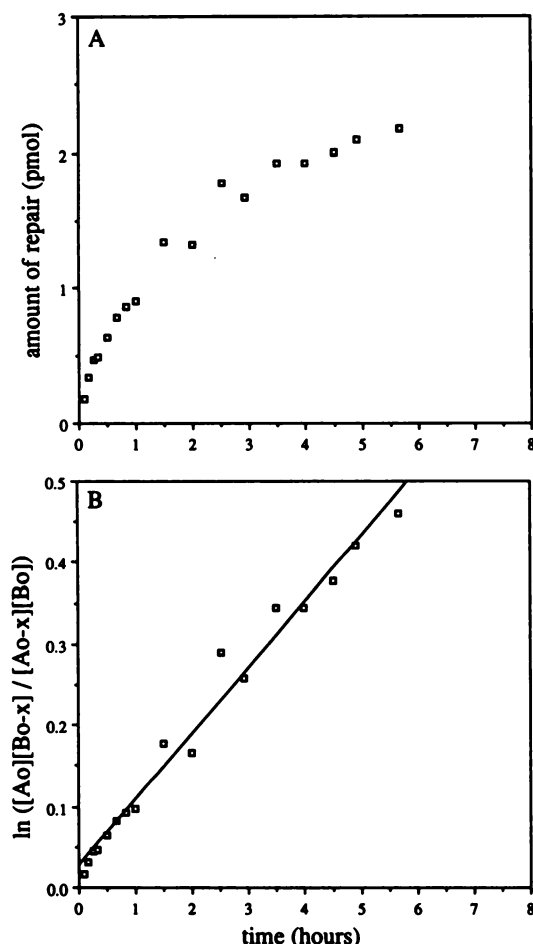 A
3
2
1
0
amount of repair (pmol)
0 1 2 3 4 5 6 7 8
B
0.5
0.4
0.3
0.2
0.1
0.0
ln ([Ao][Bo-x] / [Ao-x][Bo])
0 1 2 3 4 5 6 7 8
time (hours)